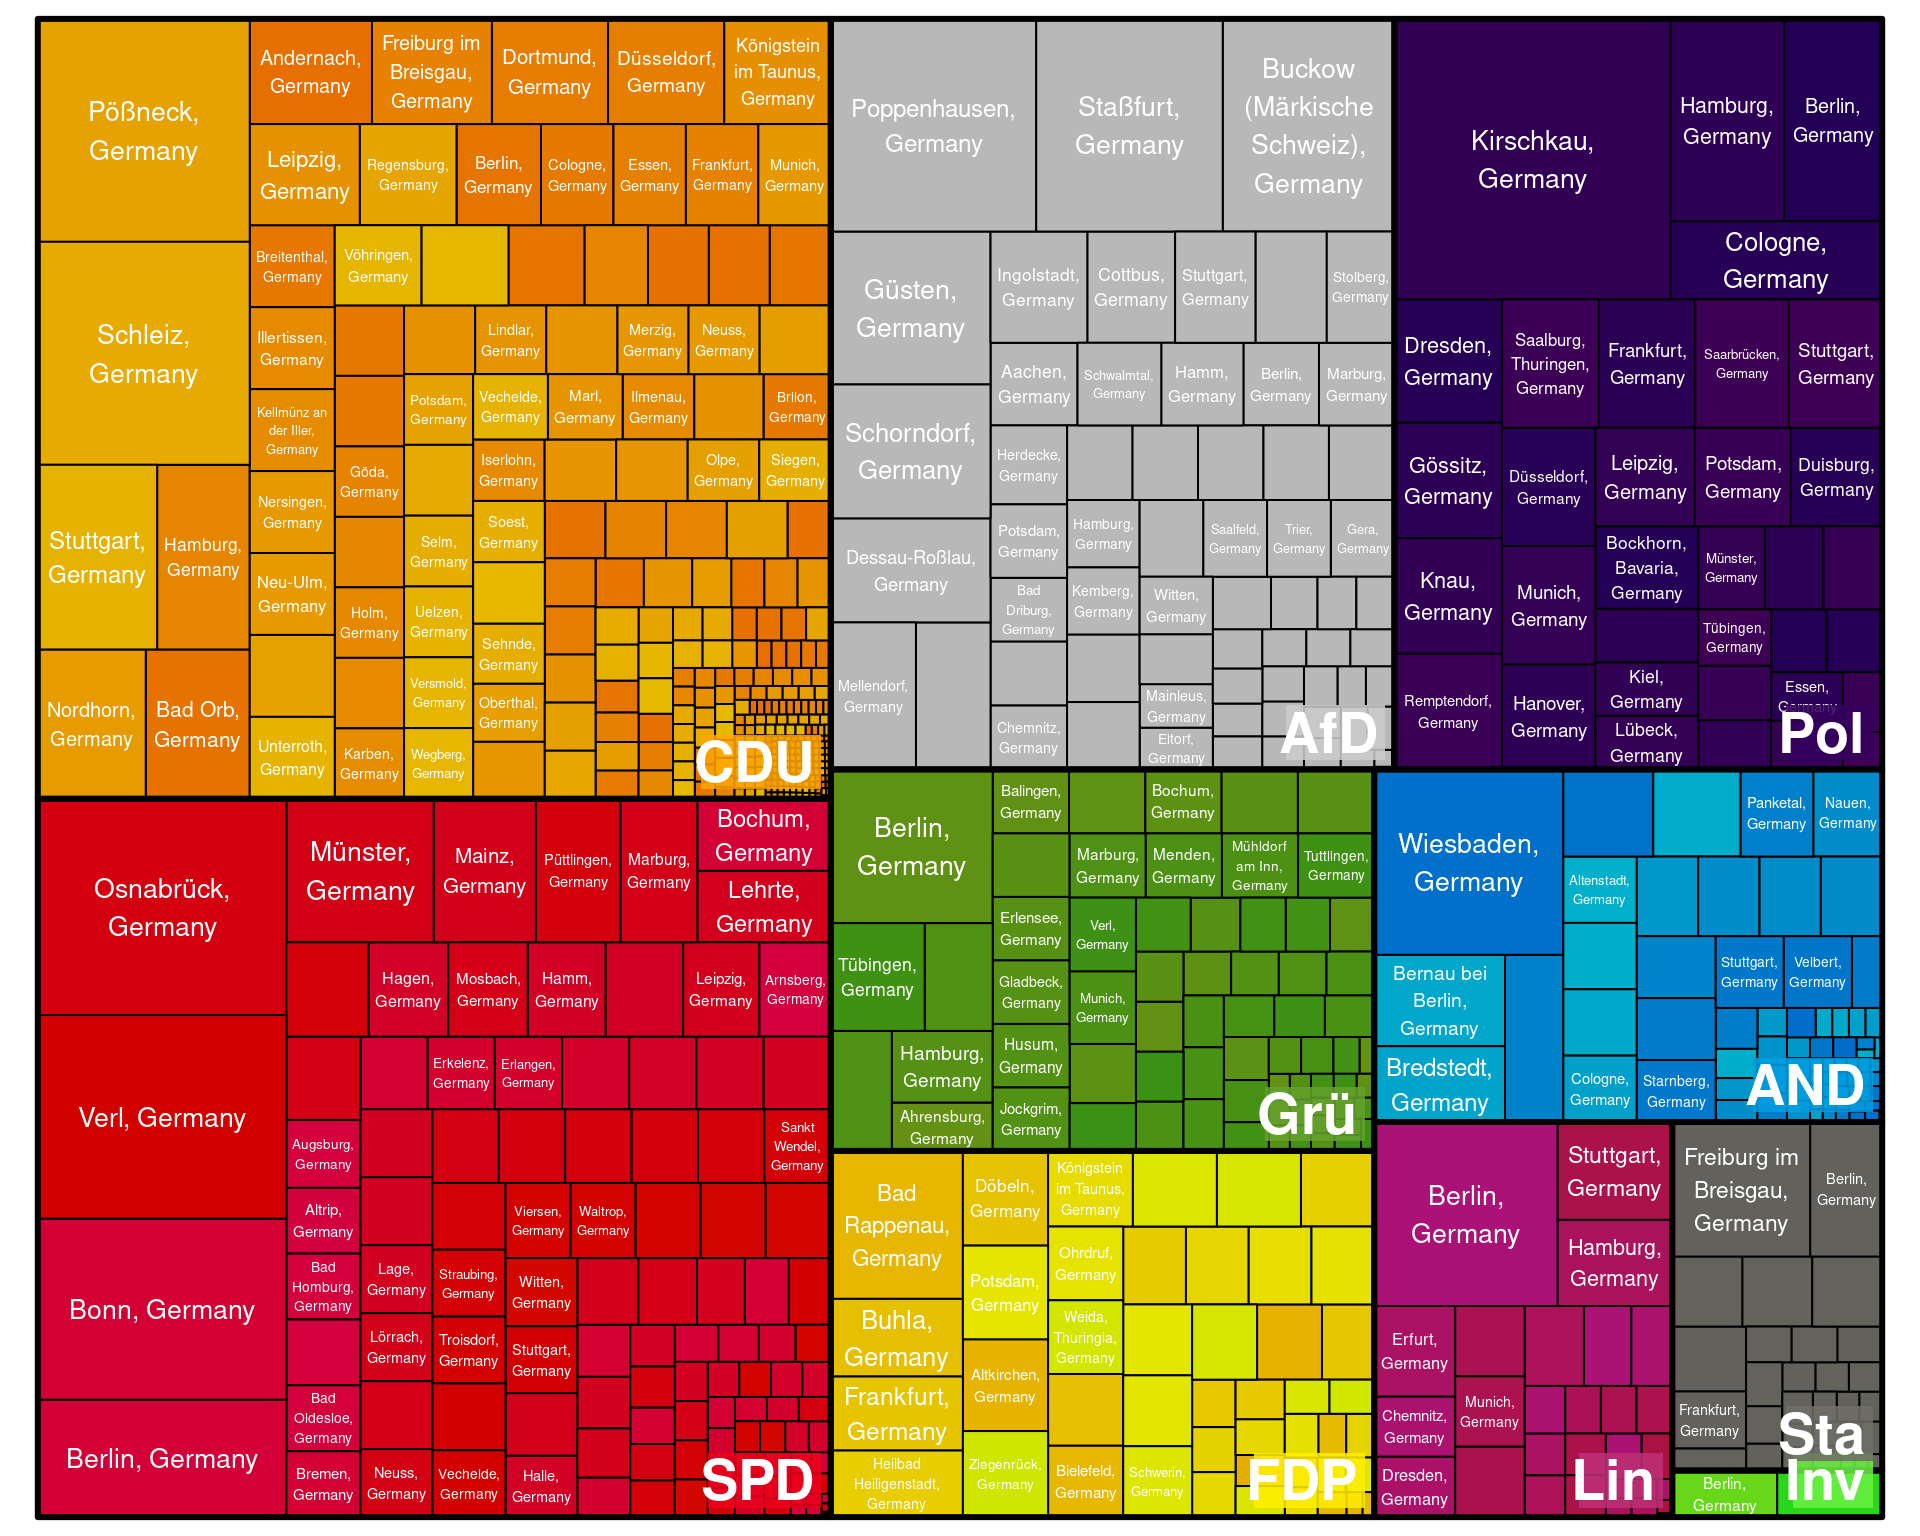 Pößneck,
Germany
Schleiz,
Germany
Stuttgart,
Germany
Hamburg,
Germany
Nordhorn,
Germany
Bad Orb,
Germany
Andernach,
Germany
Freiburg im
Breisgau,
Germany
Dortmund,
Germany
Düsseldorf,
Germany
Königstein
im Taunus,
Germany
Leipzig,
Germany
Regensburg,
Germany
Berlin,
Germany
Cologne,
Germany
Essen,
Germany
Frankfurt,
Germany
Munich,
Germany
Breitenthal,
Germany
Vöhringen,
Germany
Illertissen,
Germany
Kellmünz an
der Iller,
Germany
Nersingen,
Germany
Neu-Ulm,
Germany
Unterroth,
Germany
Göda,
Germany
Holm,
Germany
Karben,
Germany
Lindlar,
Germany
Merzig,
Germany
Neuss,
Germany
Potsdam,
Germany
Vechelde,
Germany
Marl,
Germany
Ilmenau,
Germany
Brilon,
Germany
Iserlohn,
Germany
Olpe,
Germany
Siegen,
Germany
Selm,
Germany
Uelzen,
Germany
Versmold,
Germany
Wegberg,
Germany
Soest,
Germany
Sehnde,
Germany
Oberthal,
Germany
CDU
Poppenhausen,
Germany
Staßfurt,
Germany
Buckow
(Märkische
Schweiz),
Germany
Güsten,
Germany
Schorndorf,
Germany
Dessau-Roßlau,
Germany
Mellendorf,
Germany
Ingolstadt,
Germany
Cottbus,
Germany
Stuttgart,
Germany
Stolberg,
Germany
Aachen,
Germany
Schwalmtal,
Germany
Hamm,
Germany
Berlin,
Germany
Marburg,
Germany
Herdecke,
Germany
Potsdam,
Germany
Bad
Driburg,
Germany
Chemnitz,
Germany
Hamburg,
Germany
Kemberg,
Germany
Saalfeld,
Germany
Trier,
Germany
Gera,
Germany
Witten,
Germany
Mainleus,
Germany
Eitorf,
Germany
AfD
Kirschkau,
Germany
Hamburg,
Germany
Berlin,
Germany
Cologne,
Germany
Dresden,
Germany
Gössitz,
Germany
Knau,
Germany
Remptendorf,
Germany
Saalburg,
Thuringen,
Germany
Frankfurt,
Germany
Saarbrücken,
Germany
Stuttgart,
Germany
Düsseldorf,
Germany
Munich,
Germany
Hanover,
Germany
Leipzig,
Germany
Potsdam,
Germany
Duisburg,
Germany
Bockhorn,
Bavaria,
Germany
Kiel,
Germany
Lübeck,
Germany
Münster,
Germany
Tübingen,
Germany
Essen,
Germany
Pol
Osnabrück,
Germany
Verl, Germany
Bonn, Germany
Berlin, Germany
Münster,
Germany
Mainz,
Germany
Püttlingen,
Germany
Marburg,
Germany
Bochum,
Germany
Lehrte,
Germany
Hagen,
Germany
Mosbach,
Germany
Hamm,
Germany
Leipzig,
Germany
Arnsberg,
Germany
Erkelenz,
Germany
Erlangen,
Germany
Augsburg,
Germany
Altrip,
Germany
Bad
Homburg,
Germany
Bad
Oldesloe,
Germany
Bremen,
Germany
Sankt
Wendel,
Germany
Lage,
Germany
Lörrach,
Germany
Neuss,
Germany
Viersen,
Germany
Waltrop,
Germany
Straubing,
Germany
Troisdorf,
Germany
Vechelde,
Germany
Witten,
Germany
Stuttgart,
Germany
Halle,
Germany
SPD
Berlin,
Germany
Tübingen,
Germany
Hamburg,
Germany
Ahrensburg,
Germany
Balingen,
Germany
Bochum,
Germany
Marburg,
Germany
Menden,
Germany
Mühldorf
am Inn,
Germany
Tuttlingen,
Germany
Erlensee,
Germany
Gladbeck,
Germany
Husum,
Germany
Jockgrim,
Germany
Verl,
Germany
Munich,
Germany
Grü
Bad
Rappenau,
Germany
Buhla,
Germany
Frankfurt,
Germany
Heilbad
Heiligenstadt,
Germany
Döbeln,
Germany
Potsdam,
Germany
Altkirchen,
Germany
Ziegenrück,
Germany
Königstein
im Taunus,
Germany
Ohrdruf,
Germany
Weida,
Thuringia,
Germany
Bielefeld,
Germany
Schwerin,
Germany
FDP
Wiesbaden,
Germany
Bernau bei
Berlin,
Germany
Bredstedt,
Germany
Panketal,
Germany
Nauen,
Germany
Altenstadt,
Germany
Cologne,
Germany
Stuttgart,
Germany
Velbert,
Germany
Starnberg,
Germany
AND
Berlin,
Germany
Stuttgart,
Germany
Hamburg,
Germany
Erfurt,
Germany
Chemnitz,
Germany
Dresden,
Germany
Munich,
Germany
Lin
Freiburg im
Breisgau,
Germany
Berlin,
Germany
Frankfurt,
Germany
Sta
Berlin,
Germany
Inv